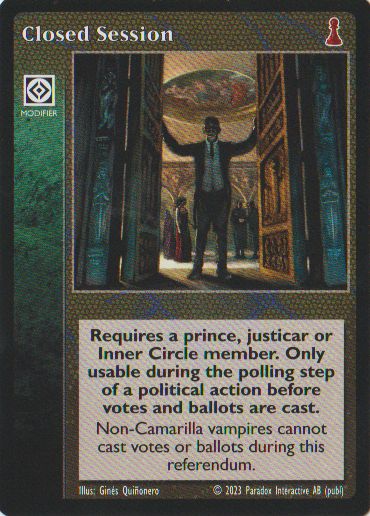 Closed Session
MODIFIER
Requires a prince, justicar or
Inner Circle member. Only
usable during the polling step
of a political action before
votes and ballots are cast.
Non-Camarilla vampires cannot
cast votes or ballots during this
referendum.
Illus: Ginés Quiñonero © 2023 Paradox Interactive AB (publ)